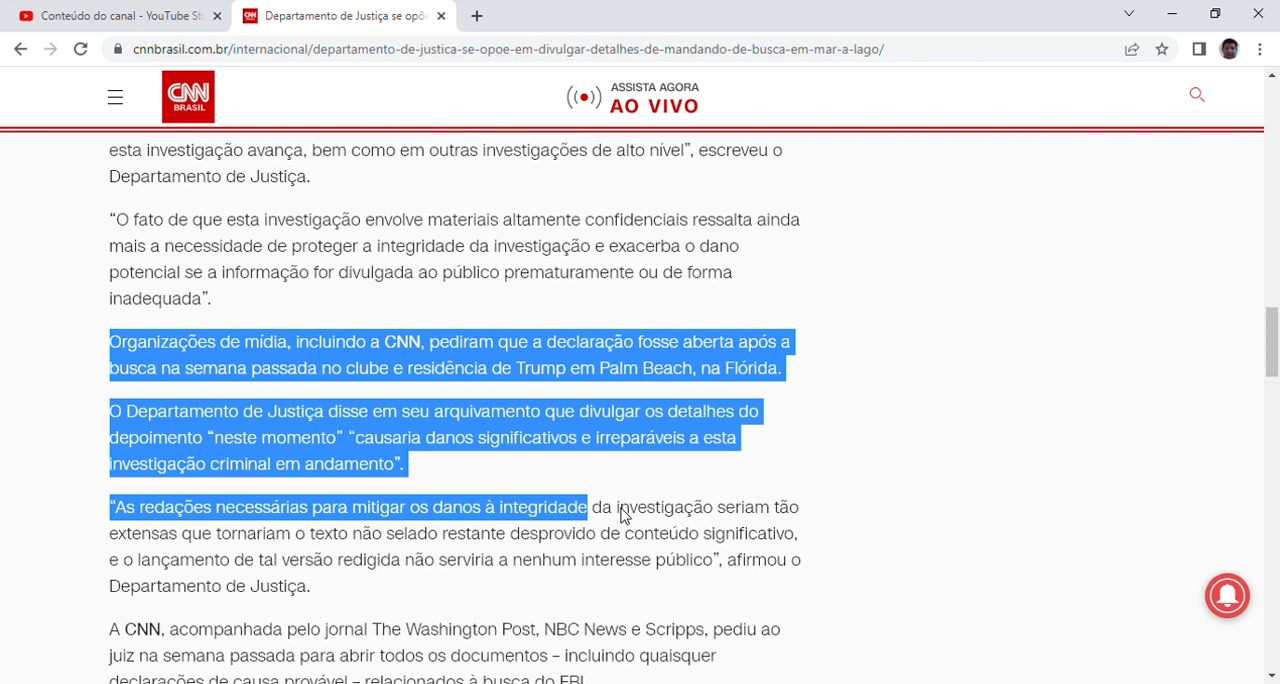 Conteúdo do canal - YouTube St
Departamento de Justiça se opõe
cnnbrasil.com.br/internacional/departamento-de-justica-se-opoe-em-divulgar-detalhes-de-mandando-de-busca-em-mar-a-lago/
CNN
BRASIL
ASSISTA AGORA
AO VIVO
esta investigação avança, bem como em outras investigações de alto nível”, escreveu o
Departamento de Justiça.
“O fato de que esta investigação envolve materiais altamente confidenciais ressalta ainda
mais a necessidade de proteger a integridade da investigação e exacerba o dano
potencial se a informação for divulgada ao público prematuramente ou de forma
inadequada”.
Organizações de mídia, incluindo a CNN, pediram que a declaração fosse aberta após a
busca na semana passada no clube e residência de Trump em Palm Beach, na Flórida.
O Departamento de Justiça disse em seu arquivamento que divulgar os detalhes do
depoimento “neste momento” “causaria danos significativos e irreparáveis a esta
investigação criminal em andamento”.
“As redações necessárias para mitigar os danos à integridade da investigação seriam tão
extensas que tornariam o texto não selado restante desprovido de conteúdo significativo,
e o lançamento de tal versão redigida não serviria a nenhum interesse público”, afirmou o
Departamento de Justiça.
A CNN, acompanhada pelo jornal The Washington Post, NBC News e Scripps, pediu ao
juiz na semana passada para abrir todos os documentos – incluindo quaisquer
declarações de causa provável – relacionados à busca do FBI.